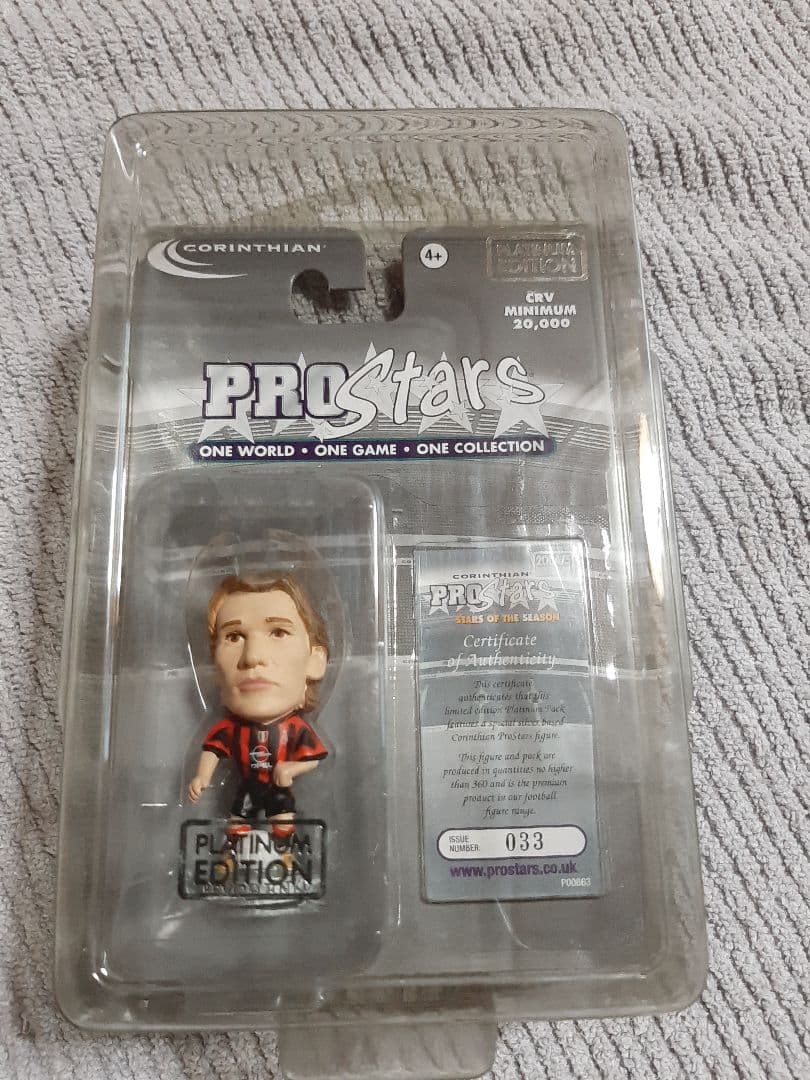 CORINTHIAN
4+
PLATINUM
EDITION
CRV
MINIMUM
20,000
PROStars
ONE WORLD • ONE GAME • ONE COLLECTION
CORINTHIAN
PROStars
STARS OF THE SEASON
Certificate
of Authenticity
This certificate
authenticates that this
limited edition Platinum Pack
features a special silver based
Corinthian ProStars figure.
This figure and pack are
produced in quantities no higher
than 360 and is the premium
product in our football
figure range.
ISSUE
NUMBER:
033
www.prostars.co.uk
P00863
OPEL
PLATINUM
EDITION